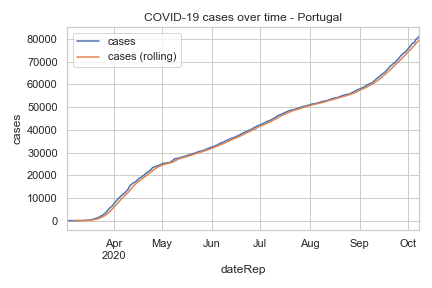 COVID-19 cases over time - Portugal
cases
cases (rolling)
80000
70000
60000
50000
40000
30000
20000
10000
0
cases
Apr
2020
May
Jun
Jul
Aug
Sep
Oct
dateRep